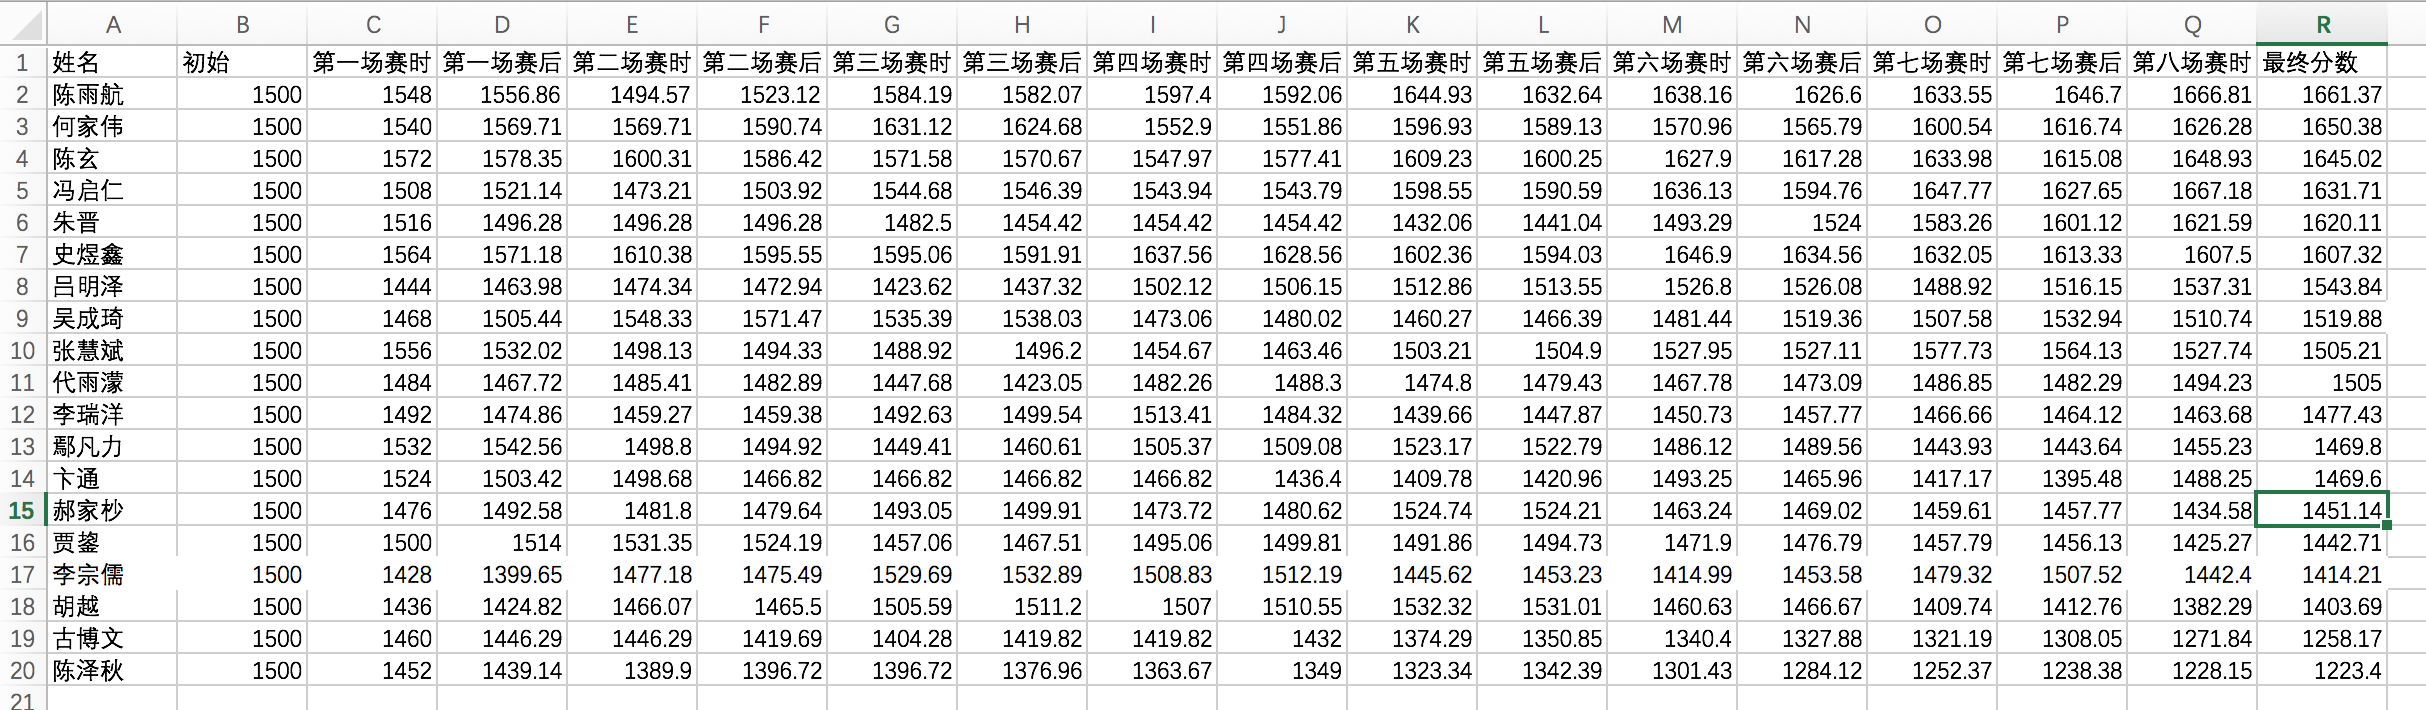 A B C D E F G H I J K L M N O P Q R
1 姓名 初始 第一场赛时 第一场赛后 第二场赛时 第二场赛后 第三场赛时 第三场赛后 第四场赛时 第四场赛后 第五场赛时 第五场赛后 第六场赛时 第六场赛后 第七场赛时 第七场赛后 第八场赛时 最终分数
2 陈雨航 1500 1548 1556.86 1494.57 1523.12 1584.19 1582.07 1597.4 1592.06 1644.93 1632.64 1638.16 1626.6 1633.55 1646.7 1666.81 1661.37
3 何家伟 1500 1540 1569.71 1569.71 1590.74 1631.12 1624.68 1552.9 1551.86 1596.93 1589.13 1570.96 1565.79 1600.54 1616.74 1626.28 1650.38
4 陈玄 1500 1572 1578.35 1600.31 1586.42 1571.58 1570.67 1547.97 1577.41 1609.23 1600.25 1627.9 1617.28 1633.98 1615.08 1648.93 1645.02
5 冯启仁 1500 1508 1521.14 1473.21 1503.92 1544.68 1546.39 1543.94 1543.79 1598.55 1590.59 1636.13 1594.76 1647.77 1627.65 1667.18 1631.71
6 朱晋 1500 1516 1496.28 1496.28 1496.28 1482.5 1454.42 1454.42 1454.42 1432.06 1441.04 1493.29 1524 1583.26 1601.12 1621.59 1620.11
7 史煜鑫 1500 1564 1571.18 1610.38 1595.55 1595.06 1591.91 1637.56 1628.56 1602.36 1594.03 1646.9 1634.56 1632.05 1613.33 1607.5 1607.32
8 吕明泽 1500 1444 1463.98 1474.34 1472.94 1423.62 1437.32 1502.12 1506.15 1512.86 1513.55 1526.8 1526.08 1488.92 1516.15 1537.31 1543.84
9 吴成琦 1500 1468 1505.44 1548.33 1571.47 1535.39 1538.03 1473.06 1480.02 1460.27 1466.39 1481.44 1519.36 1507.58 1532.94 1510.74 1519.88
10 张慧斌 1500 1556 1532.02 1498.13 1494.33 1488.92 1496.2 1454.67 1463.46 1503.21 1504.9 1527.95 1527.11 1577.73 1564.13 1527.74 1505.21
11 代雨濛 1500 1484 1467.72 1485.41 1482.89 1447.68 1423.05 1482.26 1488.3 1474.8 1479.43 1467.78 1473.09 1486.85 1482.29 1494.23 1505
12 李瑞洋 1500 1492 1474.86 1459.27 1459.38 1492.63 1499.54 1513.41 1484.32 1439.66 1447.87 1450.73 1457.77 1466.66 1464.12 1463.68 1477.43
13 鄢凡力 1500 1532 1542.56 1498.8 1494.92 1449.41 1460.61 1505.37 1509.08 1523.17 1522.79 1486.12 1489.56 1443.93 1443.64 1455.23 1469.8
14 卞通 1500 1524 1503.42 1498.68 1466.82 1466.82 1466.82 1466.82 1436.4 1409.78 1420.96 1493.25 1465.96 1417.17 1395.48 1488.25 1469.6
15 郝家杪 1500 1476 1492.58 1481.8 1479.64 1493.05 1499.91 1473.72 1480.62 1524.74 1524.21 1463.24 1469.02 1459.61 1457.77 1434.58 1451.14
16 贾鋆 1500 1500 1514 1531.35 1524.19 1457.06 1467.51 1495.06 1499.81 1491.86 1494.73 1471.9 1476.79 1457.79 1456.13 1425.27 1442.71
17 李宗儒 1500 1428 1399.65 1477.18 1475.49 1529.69 1532.89 1508.83 1512.19 1445.62 1453.23 1414.99 1453.58 1479.32 1507.52 1442.4 1414.21
18 胡越 1500 1436 1424.82 1466.07 1465.5 1505.59 1511.2 1507 1510.55 1532.32 1531.01 1460.63 1466.67 1409.74 1412.76 1382.29 1403.69
19 古博文 1500 1460 1446.29 1446.29 1419.69 1404.28 1419.82 1419.82 1432 1374.29 1350.85 1340.4 1327.88 1321.19 1308.05 1271.84 1258.17
20 陈泽秋 1500 1452 1439.14 1389.9 1396.72 1396.72 1376.96 1363.67 1349 1323.34 1342.39 1301.43 1284.12 1252.37 1238.38 1228.15 1223.4
21